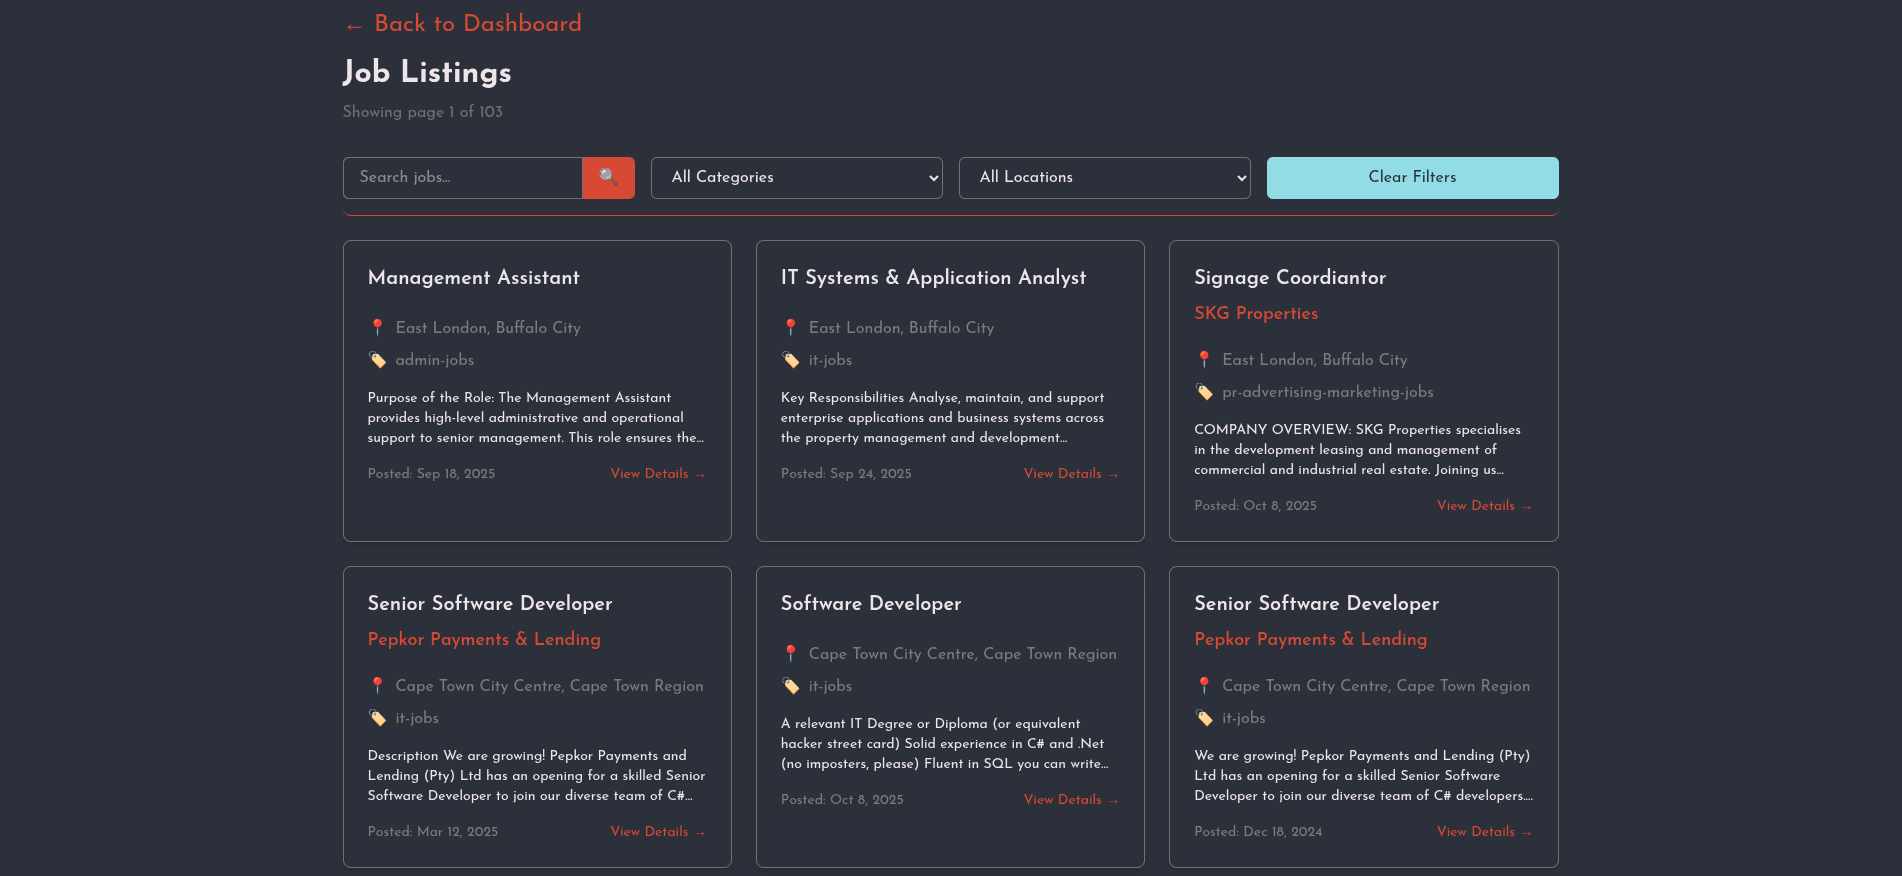 ← Back to Dashboard
Job Listings
Showing page 1 of 103
Search jobs...
All Categories
All Locations
Clear Filters
Management Assistant
East London, Buffalo City
admin-jobs
Purpose of the Role: The Management Assistant
provides high-level administrative and operational
support to senior management. This role ensures the...
Posted: Sep 18, 2025
View Details →
IT Systems & Application Analyst
East London, Buffalo City
it-jobs
Key Responsibilities Analyse, maintain, and support
enterprise applications and business systems across
the property management and development...
Posted: Sep 24, 2025
View Details →
Signage Coordiantor
SKG Properties
East London, Buffalo City
pr-advertising-marketing-jobs
COMPANY OVERVIEW: SKG Properties specialises
in the development leasing and management of
commercial and industrial real estate. Joining us...
Posted: Oct 8, 2025
View Details →
Senior Software Developer
Pepkor Payments & Lending
Cape Town City Centre, Cape Town Region
it-jobs
Description We are growing! Pepkor Payments and
Lending (Pty) Ltd has an opening for a skilled Senior
Software Developer to join our diverse team of C#...
Posted: Mar 12, 2025
View Details →
Software Developer
Cape Town City Centre, Cape Town Region
it-jobs
A relevant IT Degree or Diploma (or equivalent
hacker street card) Solid experience in C# and .Net
(no imposters, please) Fluent in SQL you can write...
Posted: Oct 8, 2025
View Details →
Senior Software Developer
Pepkor Payments & Lending
Cape Town City Centre, Cape Town Region
it-jobs
We are growing! Pepkor Payments and Lending (Pty)
Ltd has an opening for a skilled Senior Software
Developer to join our diverse team of C# developers....
Posted: Dec 18, 2024
View Details →